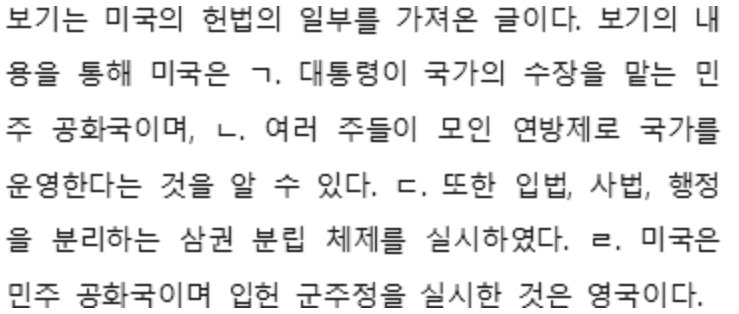 보기는 미국의 헌법의 일부를 가져온 글이다. 보기의 내
용을 통해 미국은 ㄱ. 대통령이 국가의 수장을 맡는 민
주 공화국이며, ㄴ. 여러 주들이 모인 연방제로 국가를
운영한다는 것을 알 수 있다. ㄷ. 또한 입법, 사법, 행정
을 분리하는 삼권 분립 체제를 실시하였다. ㄹ. 미국은
민주 공화국이며 입헌 군주정을 실시한 것은 영국이다.